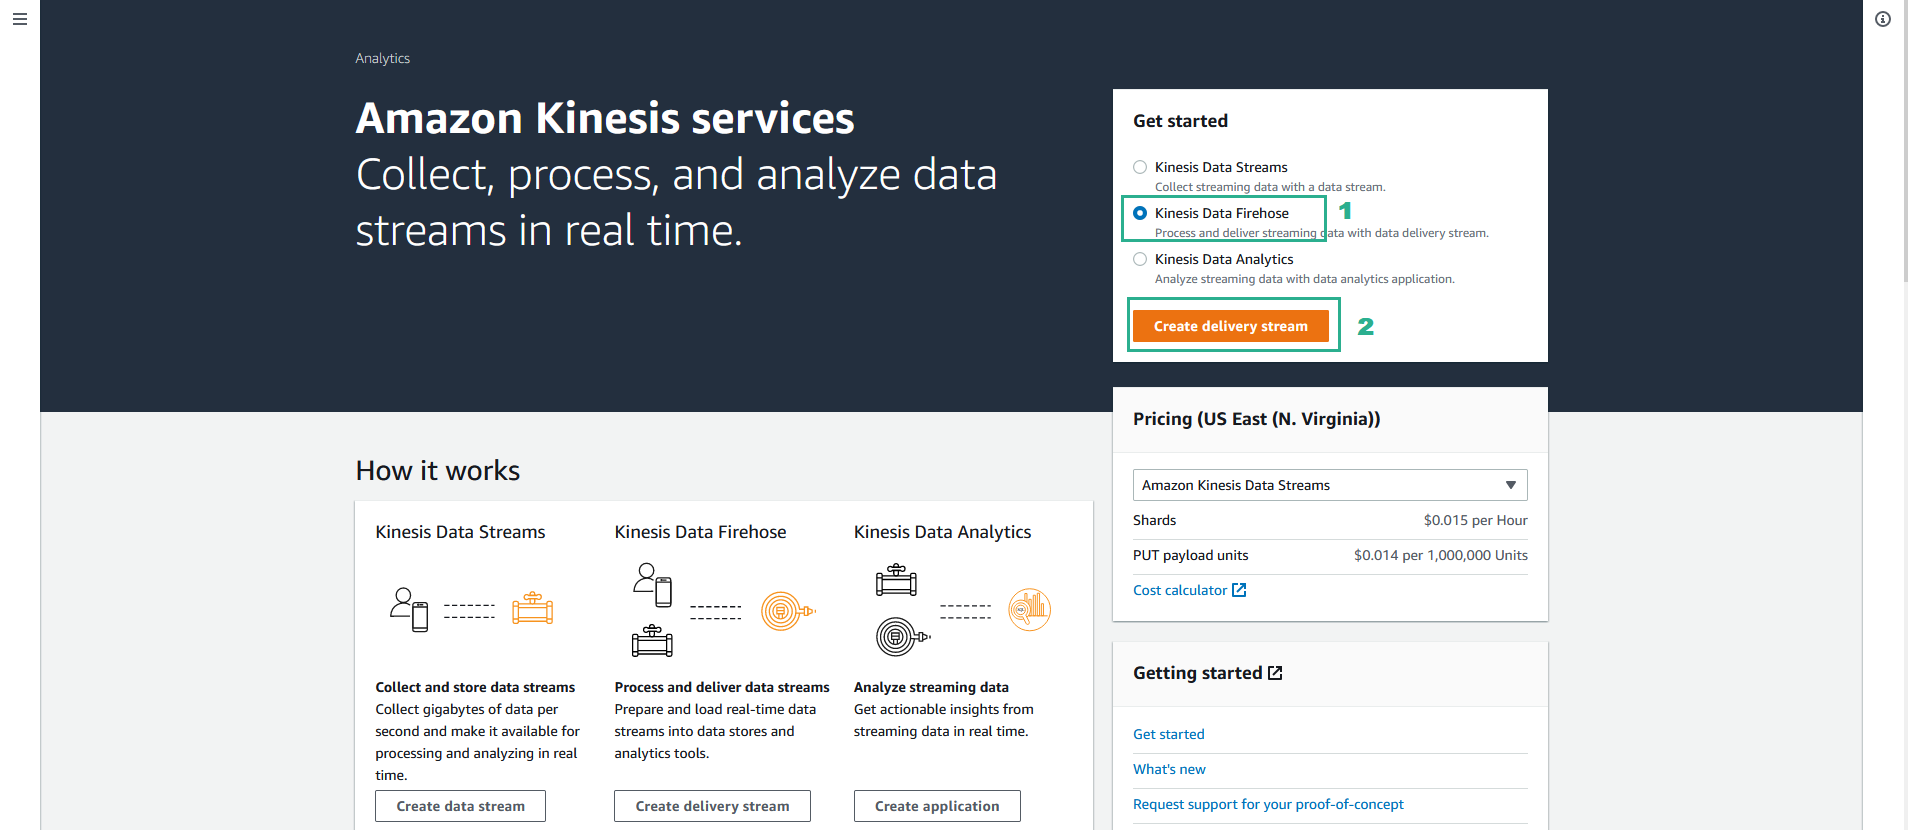 Analytics
Amazon Kinesis services
Collect, process, and analyze data
streams in real time.
Get started
Kinesis Data Streams
Collect streaming data with a data stream.
Kinesis Data Firehose
1
Process and deliver streaming data with data delivery stream.
Kinesis Data Analytics
Analyze streaming data with data analytics application.
Create delivery stream
2
Pricing (US East (N. Virginia))
Amazon Kinesis Data Streams
Shards $0.015 per Hour
PUT payload units $0.014 per 1,000,000 Units
Cost calculator
Getting started
Get started
What's new
Request support for your proof-of-concept
How it works
Kinesis Data Streams
Collect and store data streams
Collect gigabytes of data per
second and make it available for
processing and analyzing in real
time.
Create data stream
Kinesis Data Firehose
Process and deliver data streams
Prepare and load real-time data
streams into data stores and
analytics tools.
Create delivery stream
Kinesis Data Analytics
Analyze streaming data
Get actionable insights from
streaming data in real time.
Create application